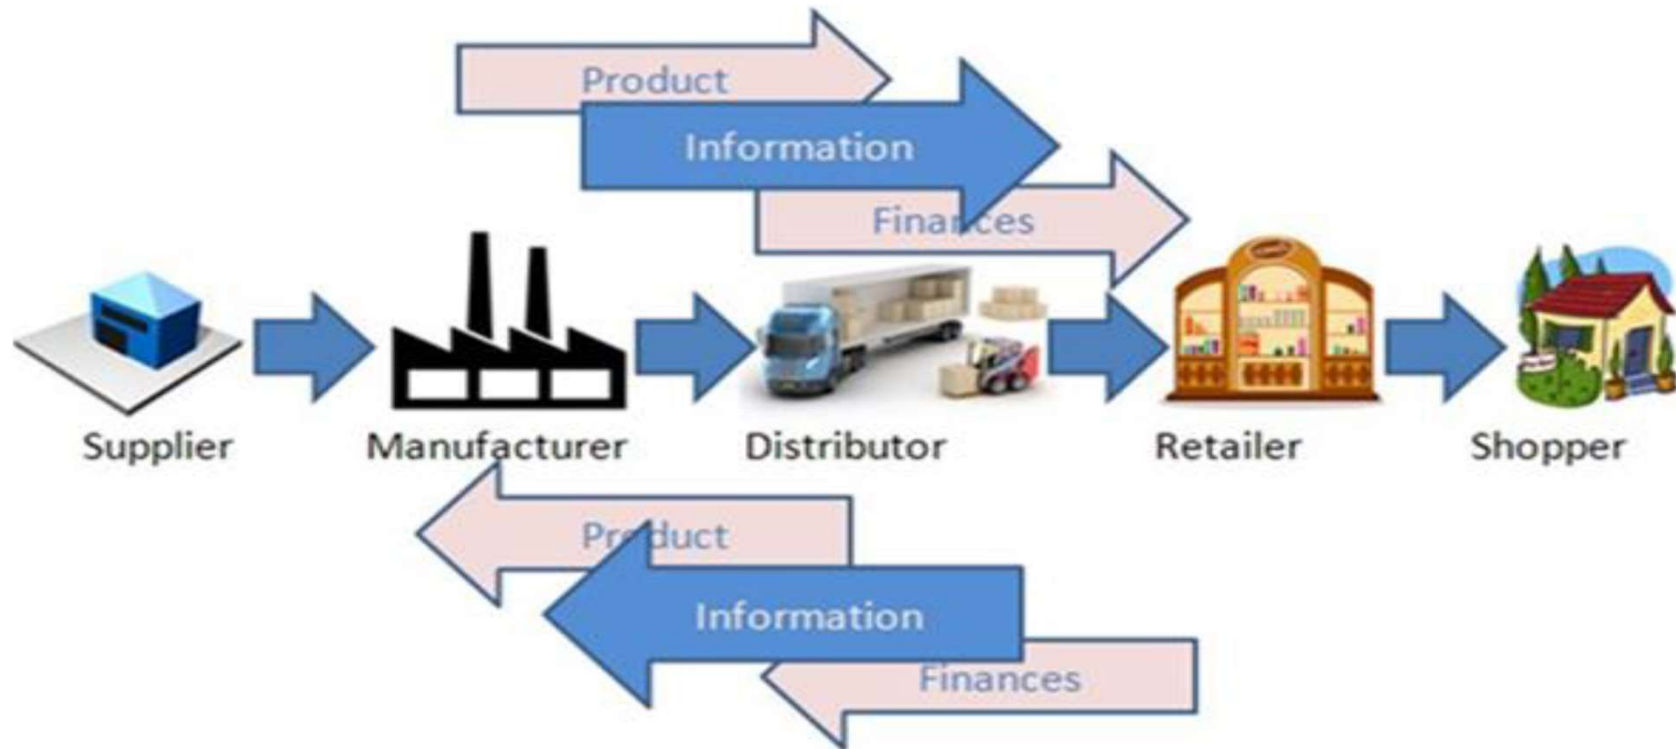 Product
Information
Finances
Supplier
Manufacturer
Distributor
Retailer
Shopper
Product
Information
Finances